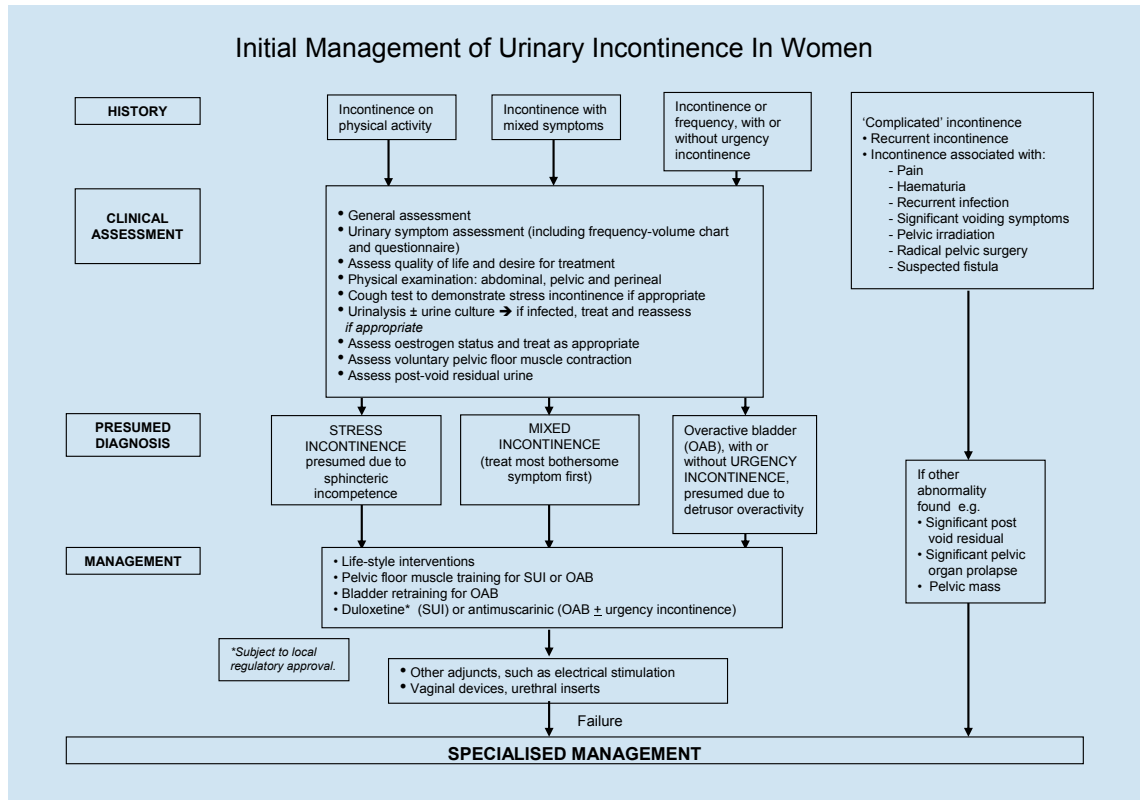 Initial Management of Urinary Incontinence In Women
HISTORY
Incontinence on
physical activity
Incontinence with
mixed symptoms
Incontinence or
frequency, with or
without urgency
incontinence
‘Complicated’ incontinence
• Recurrent incontinence
• Incontinence associated with:
- Pain
- Haematuria
- Recurrent infection
- Significant voiding symptoms
- Pelvic irradiation
- Radical pelvic surgery
- Suspected fistula
CLINICAL
ASSESSMENT
• General assessment
• Urinary symptom assessment (including frequency-volume chart
and questionnaire)
• Assess quality of life and desire for treatment
• Physical examination: abdominal, pelvic and perineal
• Cough test to demonstrate stress incontinence if appropriate
• Urinalysis ± urine culture ➔ if infected, treat and reassess
if appropriate
• Assess oestrogen status and treat as appropriate
• Assess voluntary pelvic floor muscle contraction
• Assess post-void residual urine
PRESUMED
DIAGNOSIS
STRESS
INCONTINENCE
presumed due to
sphincteric
incompetence
MIXED
INCONTINENCE
(treat most bothersome
symptom first)
Overactive bladder
(OAB), with or
without URGENCY
INCONTINENCE,
presumed due to
detrusor overactivity
If other
abnormality
found e.g.
• Significant post
void residual
• Significant pelvic
organ prolapse
• Pelvic mass
MANAGEMENT
• Life-style interventions
• Pelvic floor muscle training for SUI or OAB
• Bladder retraining for OAB
• Duloxetine* (SUI) or antimuscarinic (OAB ± urgency incontinence)
*Subject to local
regulatory approval.
• Other adjuncts, such as electrical stimulation
• Vaginal devices, urethral inserts
Failure
SPECIALISED MANAGEMENT